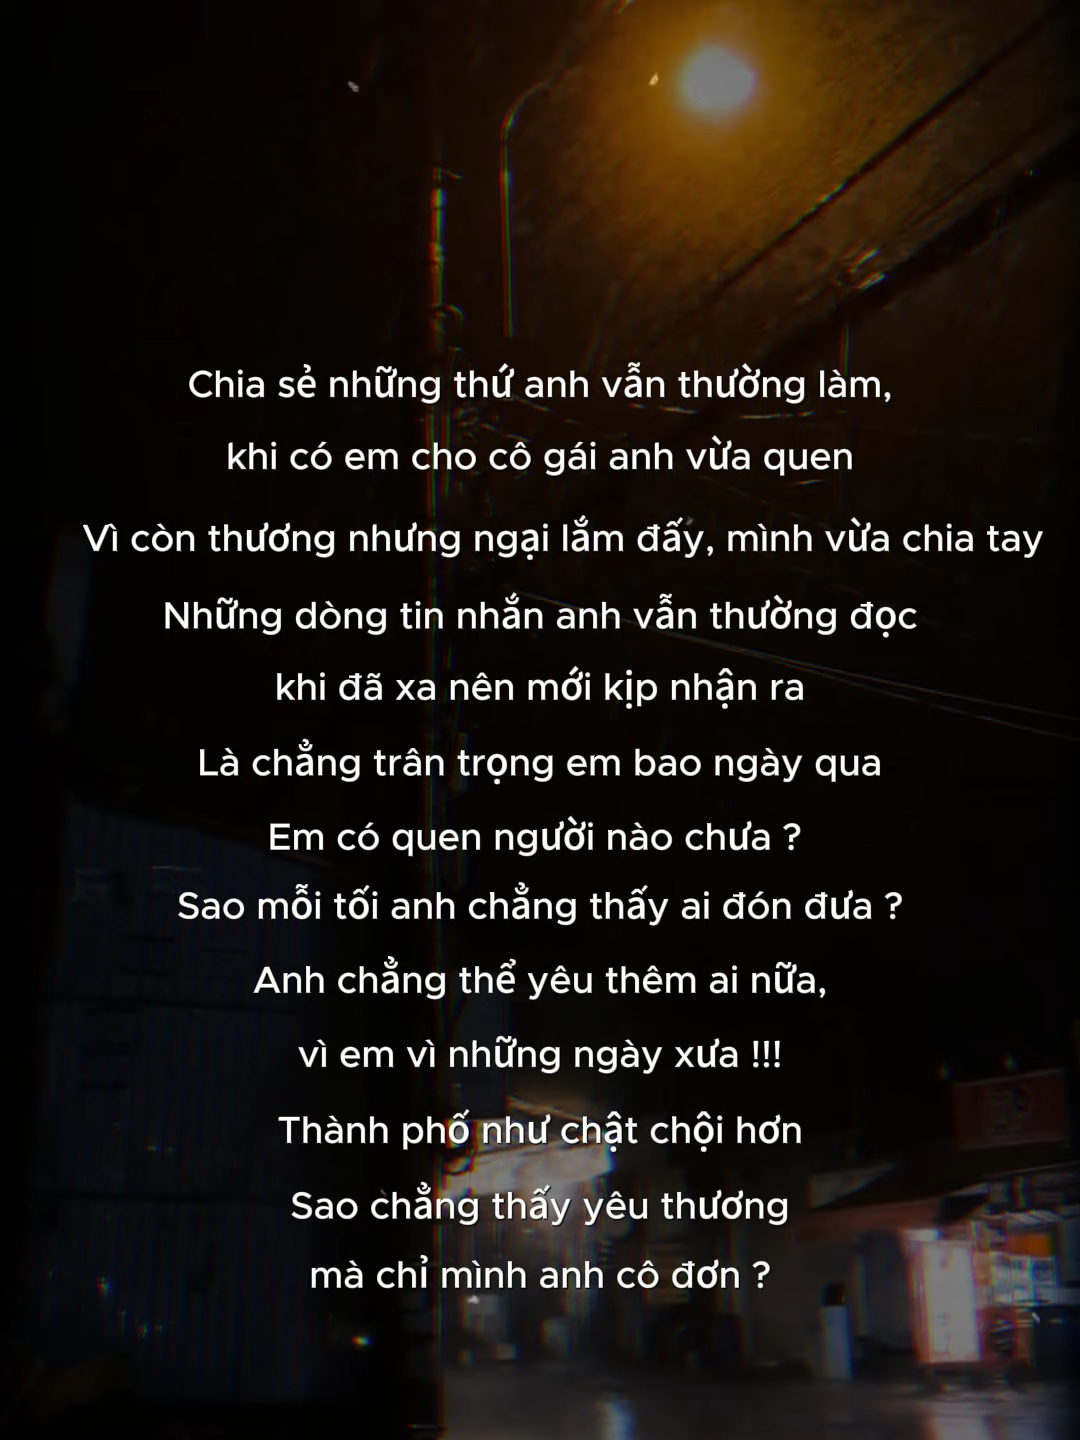 Chia sẻ những thứ anh vẫn thường làm,
khi có em cho cô gái anh vừa quen
Vì còn thương nhưng ngại lắm đấy, mình vừa chia tay
Những dòng tin nhắn anh vẫn thường đọc
khi đã xa nên mới kịp nhận ra
Là chẳng trân trọng em bao ngày qua
Em có quen người nào chưa ?
Sao mỗi tối anh chẳng thấy ai đón đưa ?
Anh chẳng thể yêu thêm ai nữa,
vì em vì những ngày xưa !!!
Thành phố như chật chội hơn
Sao chẳng thấy yêu thương
mà chỉ mình anh cô đơn ?